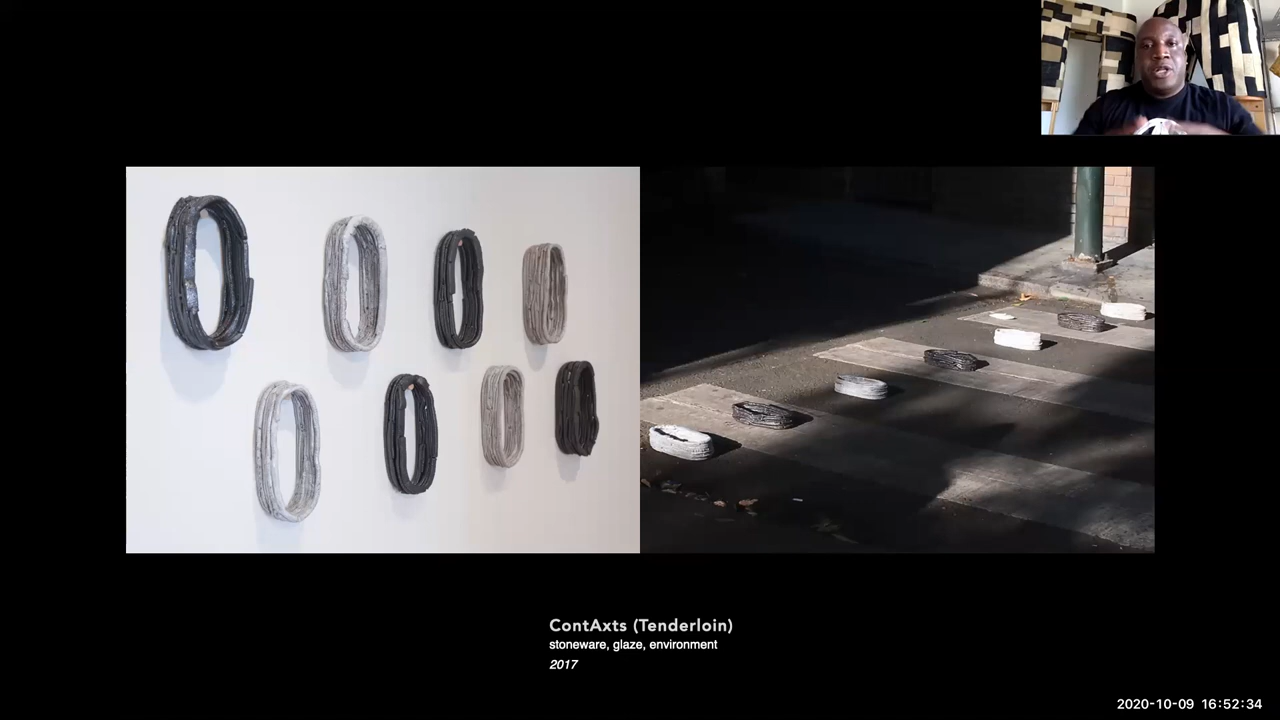 ContAxts (Tenderloin)
stoneware, glaze, environment
2017
2020-10-09 16:52:34